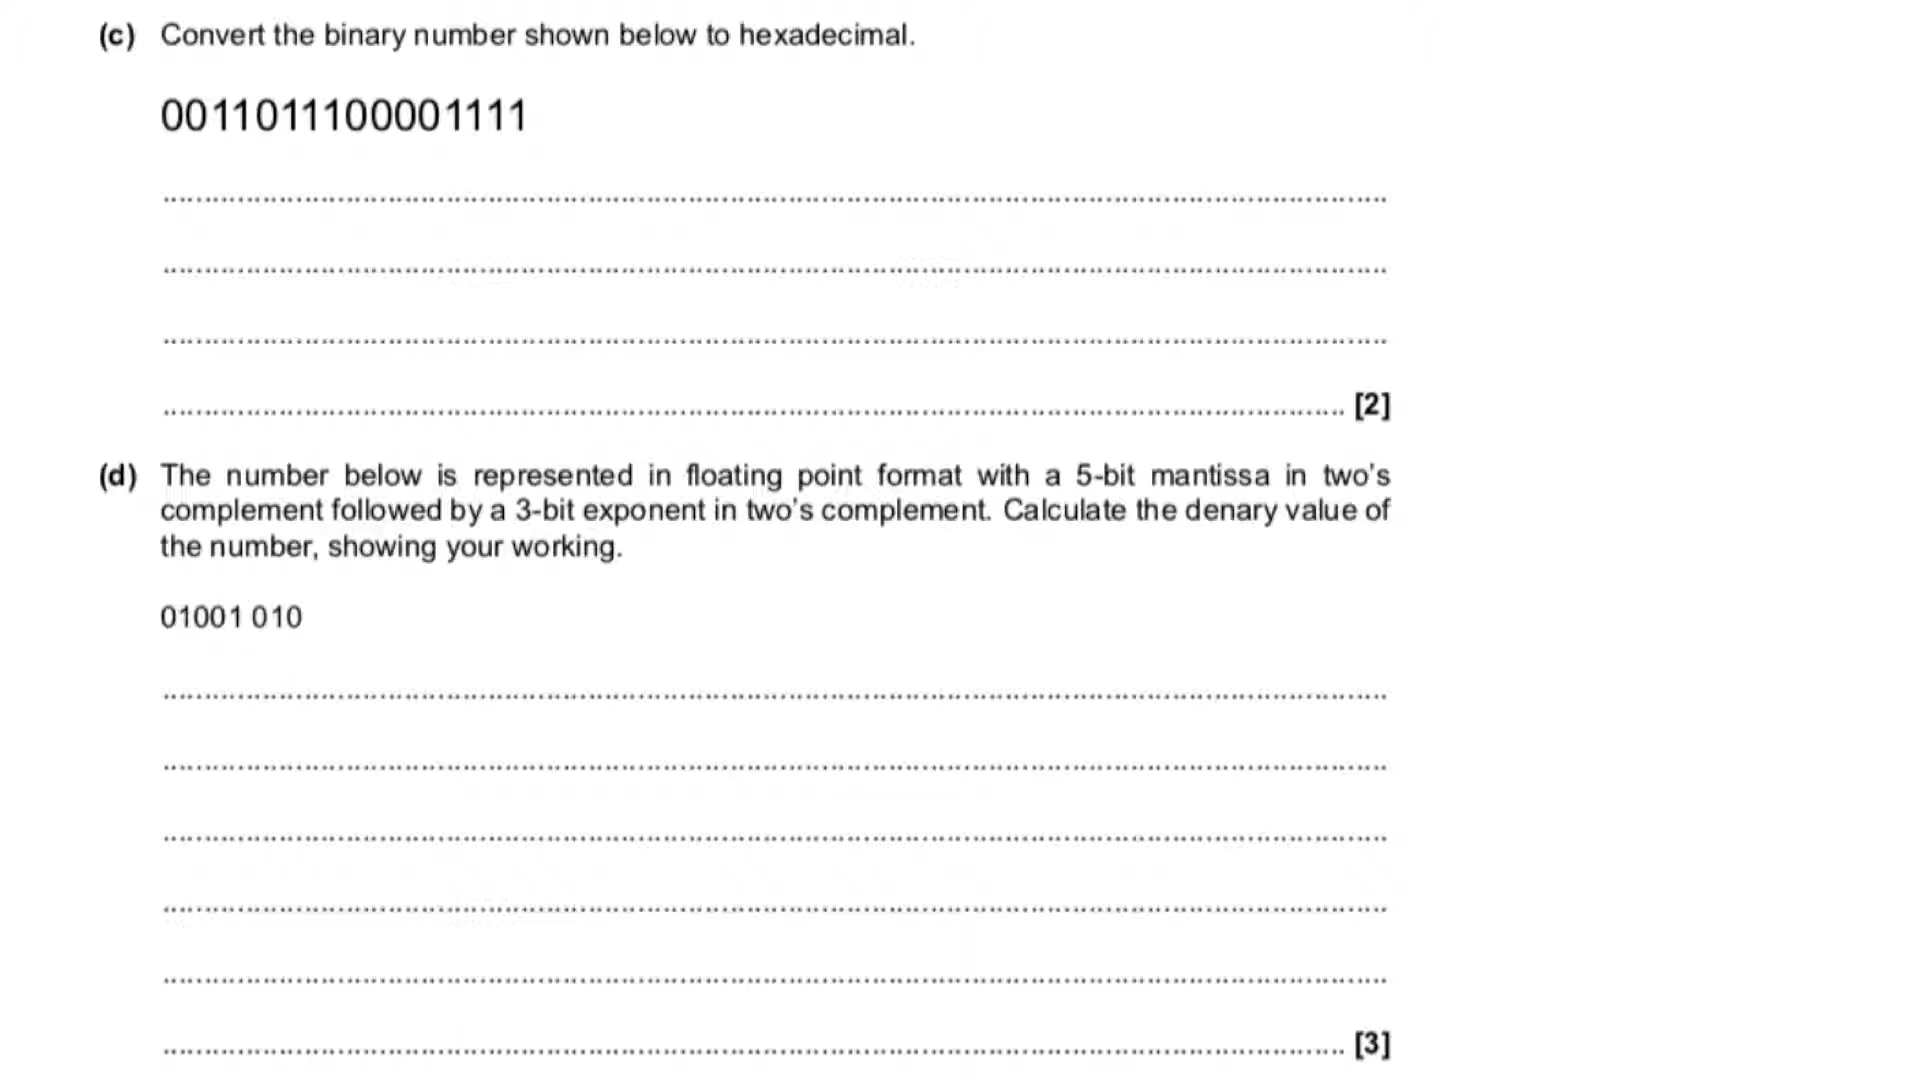 (c) Convert the binary number shown below to hexadecimal.
0011011100001111
[2]
(d) The number below is represented in floating point format with a 5-bit mantissa in two's
complement followed by a 3-bit exponent in two's complement. Calculate the denary value of
the number, showing your working.
01001 010
[3]